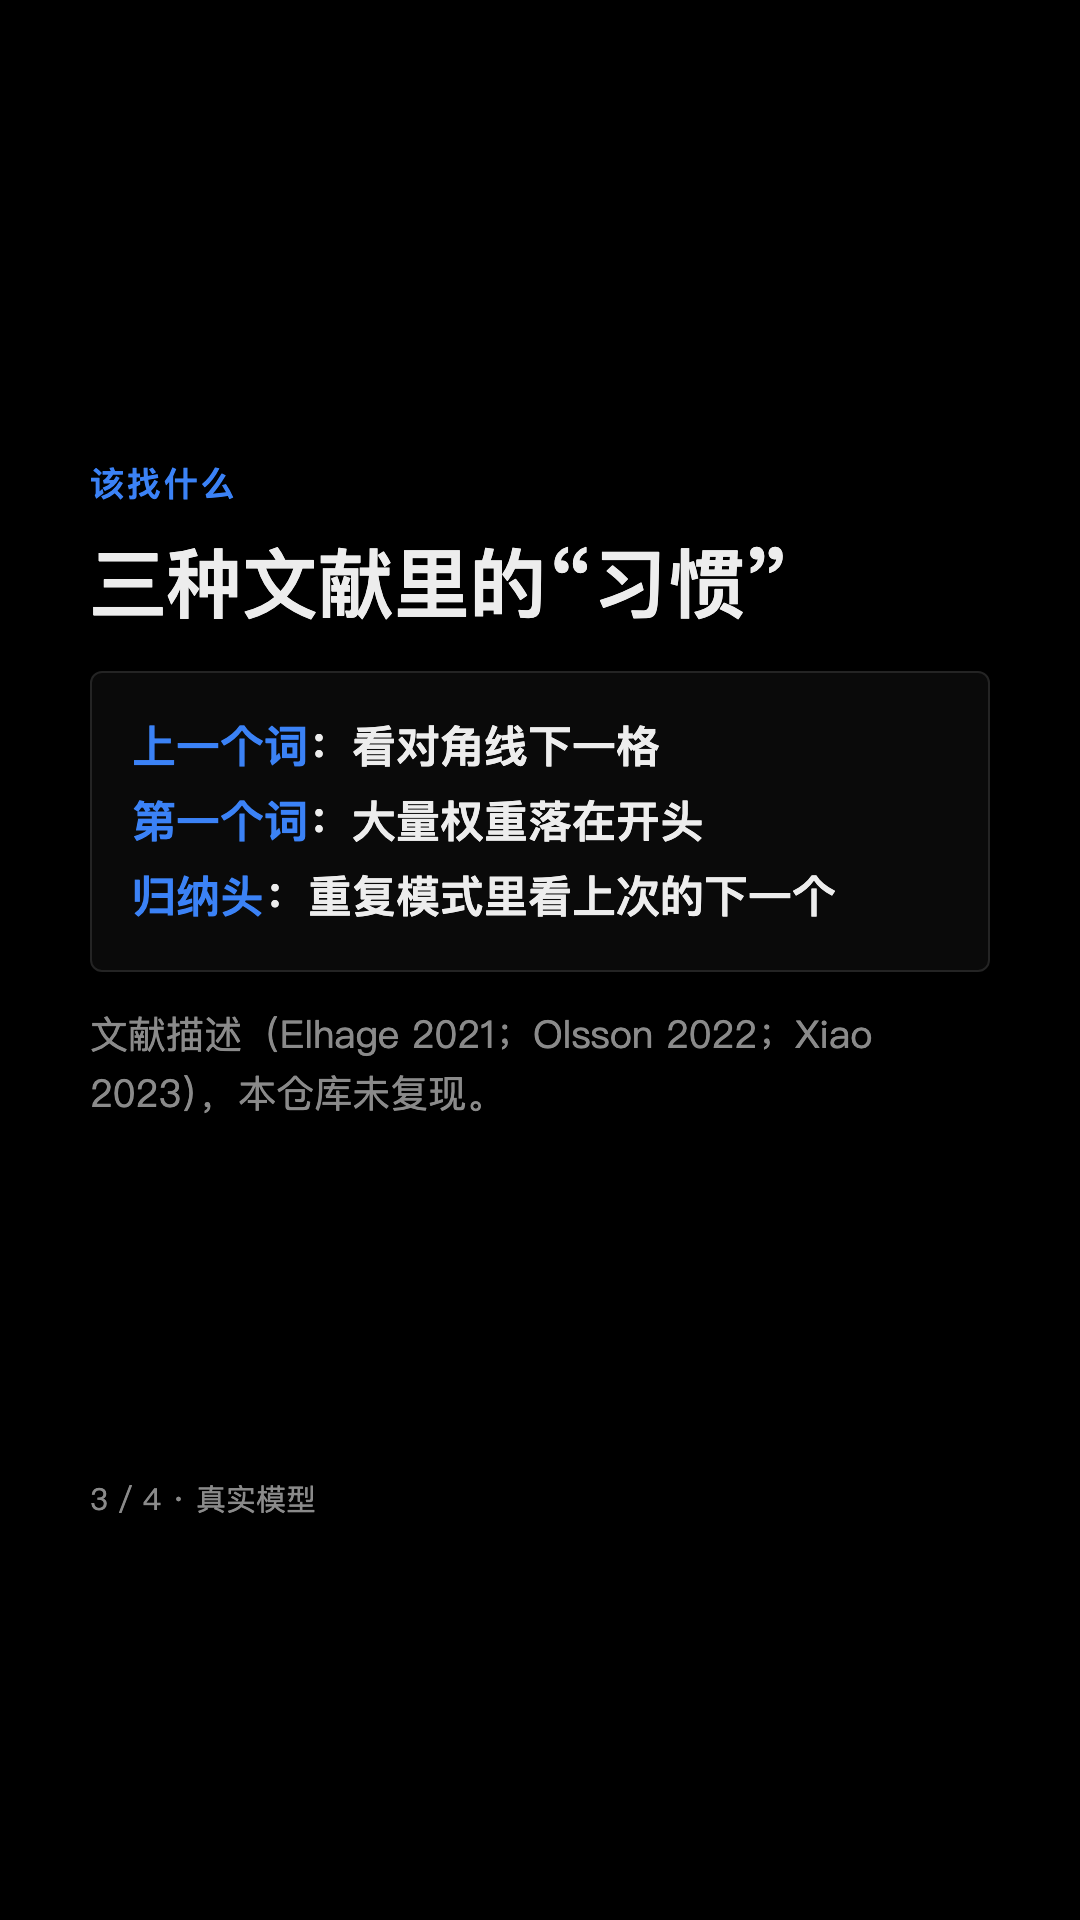 该找什么
三种文献里的“习惯”
上一个词：看对角线下一格
第一个词：大量权重落在开头
归纳头：重复模式里看上次的下一个
文献描述（Elhage 2021；Olsson 2022；Xiao
2023），本仓库未复现。
3 / 4 · 真实模型